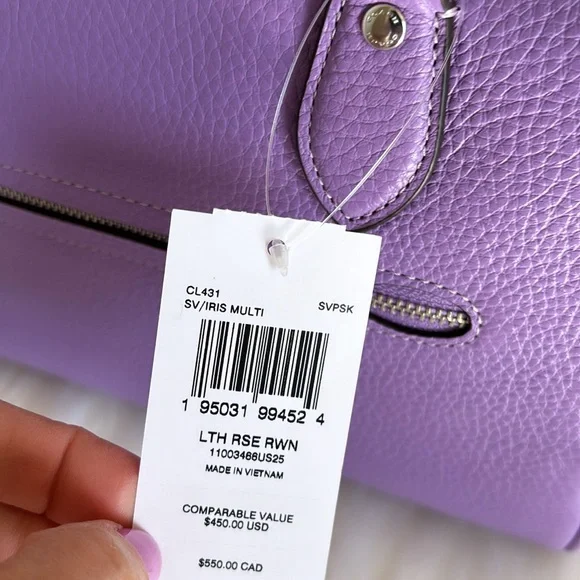 COACH
CL431
SV/IRIS MULTI SVPSK
1 95031 99452 4
LTH RSE RWN
11003466US25
MADE IN VIETNAM
COMPARABLE VALUE
$450.00 USD
$550.00 CAD